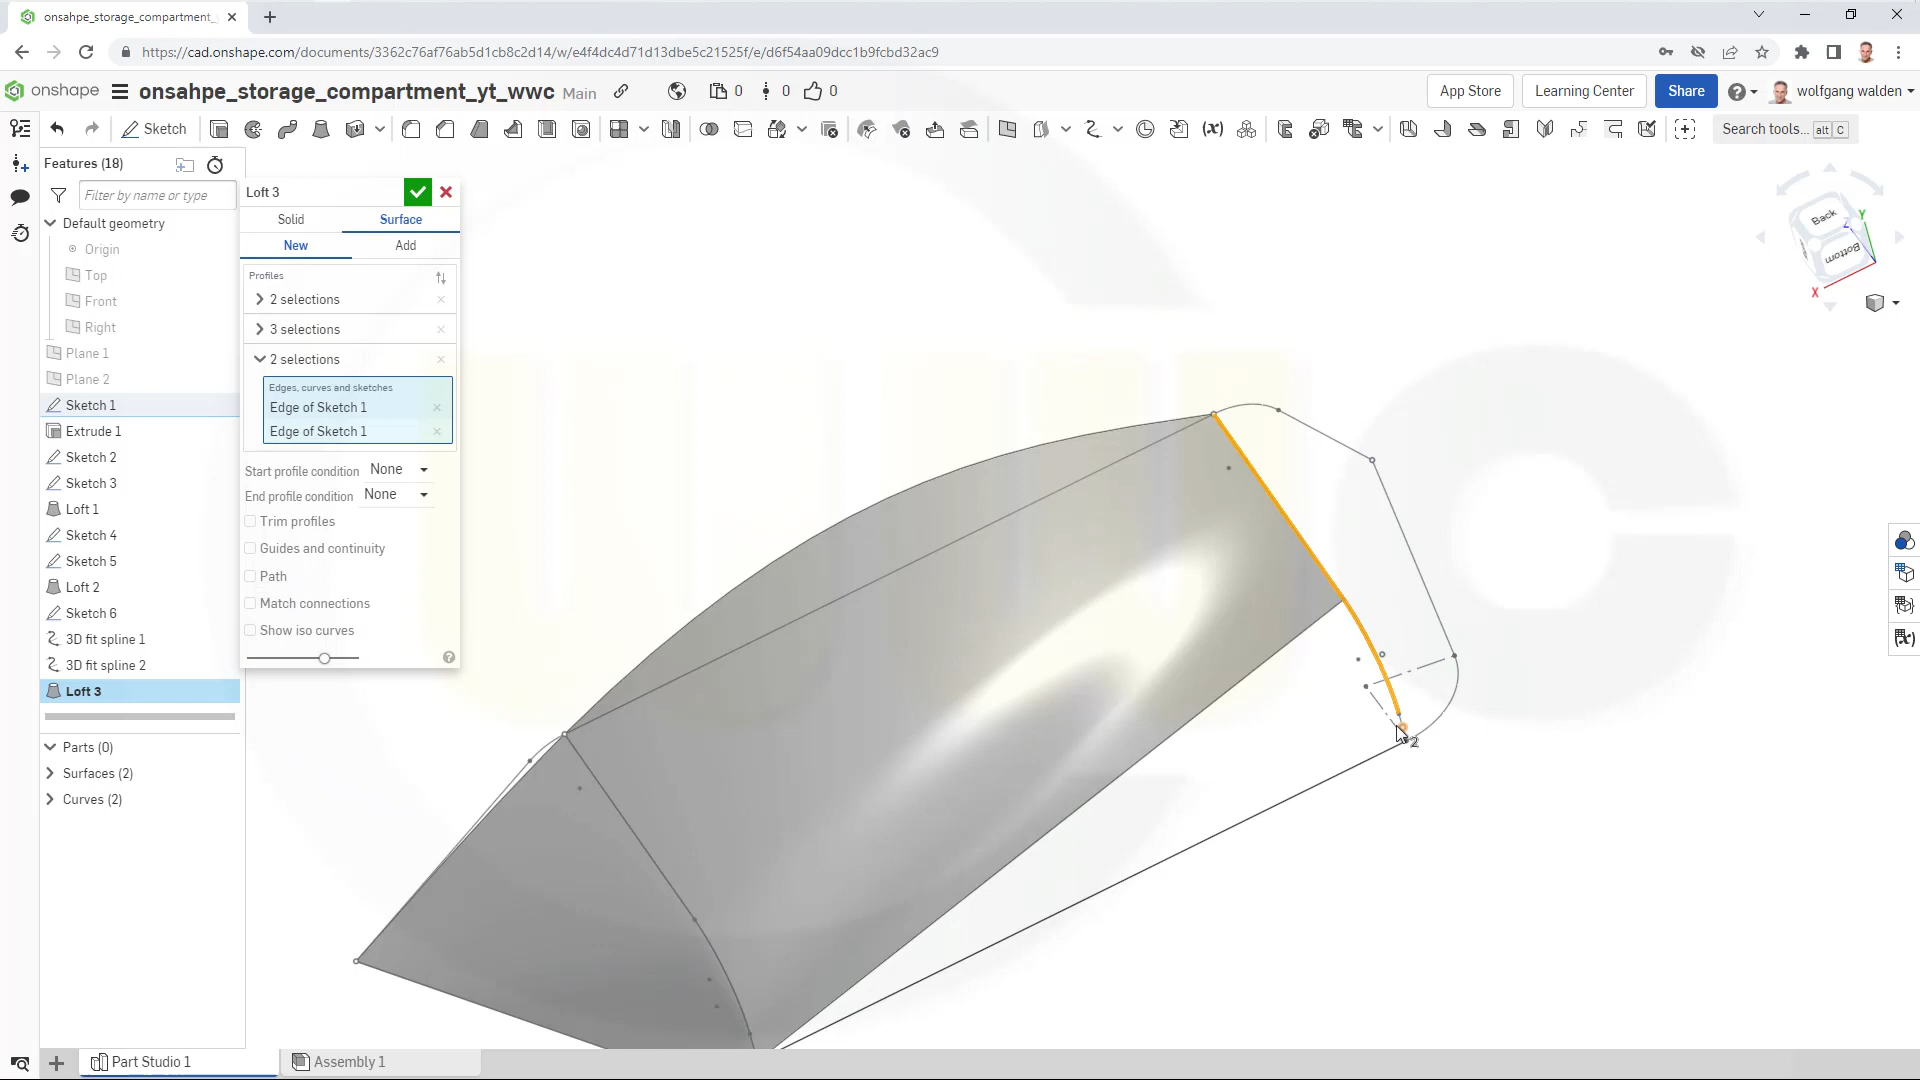 onsahpe_storage_compartment_
https://cad.onshape.com/documents/3362c76af76ab5d1cb8c2d14/w/e4f4dc4d71d13dbe5c21525f/e/d6f54aa09dcc1b9fcbd32ac9
onshape onsahpe_storage_compartment_yt_wwc Main 0 0 0 App Store Learning Center Share wolfgang walden
Sketch Search tools... alt C
Features (18)
Filter by name or type
Default geometry
Origin
Top
Front
Right
Plane 1
Plane 2
Sketch 1
Extrude 1
Sketch 2
Sketch 3
Loft 1
Sketch 4
Sketch 5
Loft 2
Sketch 6
3D fit spline 1
3D fit spline 2
Loft 3
Parts (0)
Surfaces (2)
Curves (2)
Loft 3
Solid Surface
New Add
Profiles
2 selections
3 selections
2 selections
Edges, curves and sketches
Edge of Sketch 1
Edge of Sketch 1
Start profile condition None
End profile condition None
Trim profiles
Guides and continuity
Path
Match connections
Show iso curves
2
Back
Bottom
X
Y
Z
Part Studio 1 Assembly 1